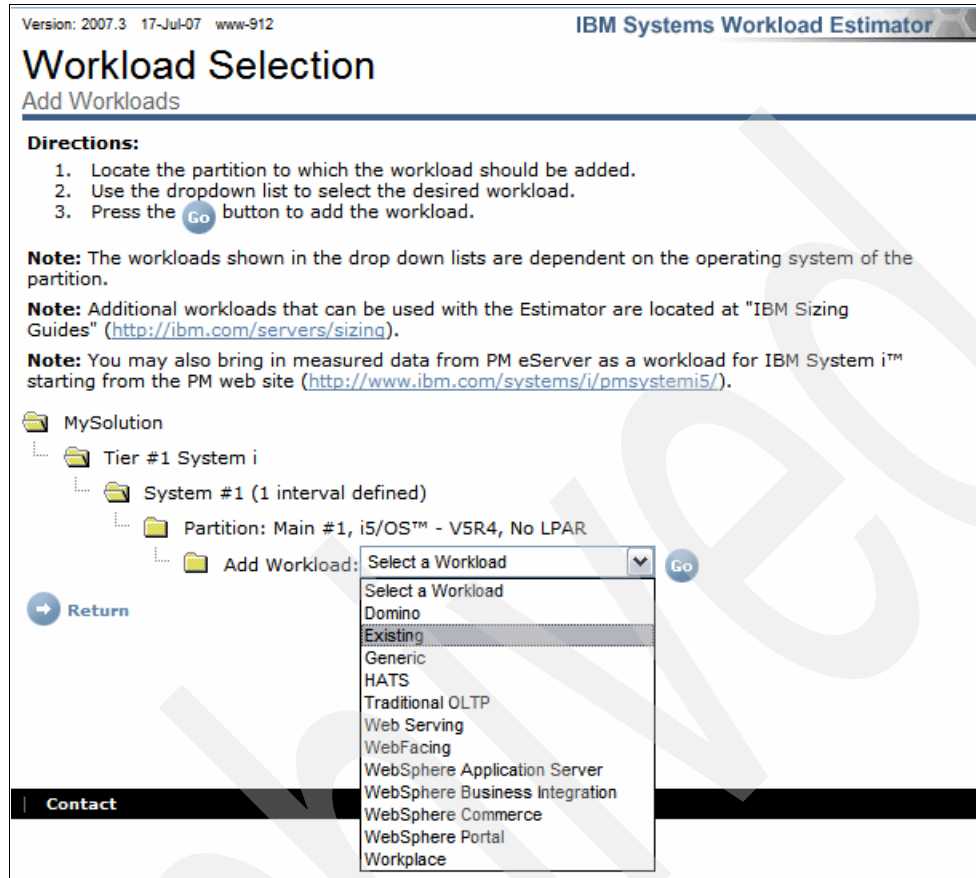 Version: 2007.3 17-Jul-07 www-912
IBM Systems Workload Estimator
Workload Selection
Add Workloads
Directions:
1. Locate the partition to which the workload should be added.
2. Use the dropdown list to select the desired workload.
3. Press the Go button to add the workload.
Note: The workloads shown in the drop down lists are dependent on the operating system of the
partition.
Note: Additional workloads that can be used with the Estimator are located at "IBM Sizing
Guides" (http://ibm.com/servers/sizing).
Note: You may also bring in measured data from PM eServer as a workload for IBM System i™
starting from the PM web site (http://www.ibm.com/systems/i/pmsystemi5/).
MySolution
Tier #1 System i
System #1 (1 interval defined)
Partition: Main #1, i5/OS™ - V5R4, No LPAR
Add Workload: Select a Workload Go
Select a Workload
Domino
Existing
Generic
HATS
Traditional OLTP
Web Serving
WebFacing
WebSphere Application Server
WebSphere Business Integration
WebSphere Commerce
WebSphere Portal
Workplace
Return
| Contact